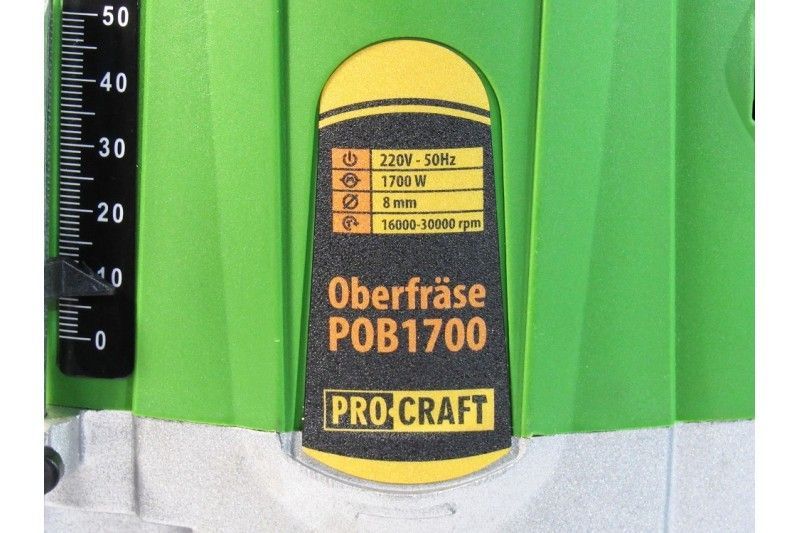 50
40
30
20
10
0
220V - 50Hz
1700 W
8 mm
16000-30000 rpm
Oberfräse
POB1700
PRO CRAFT